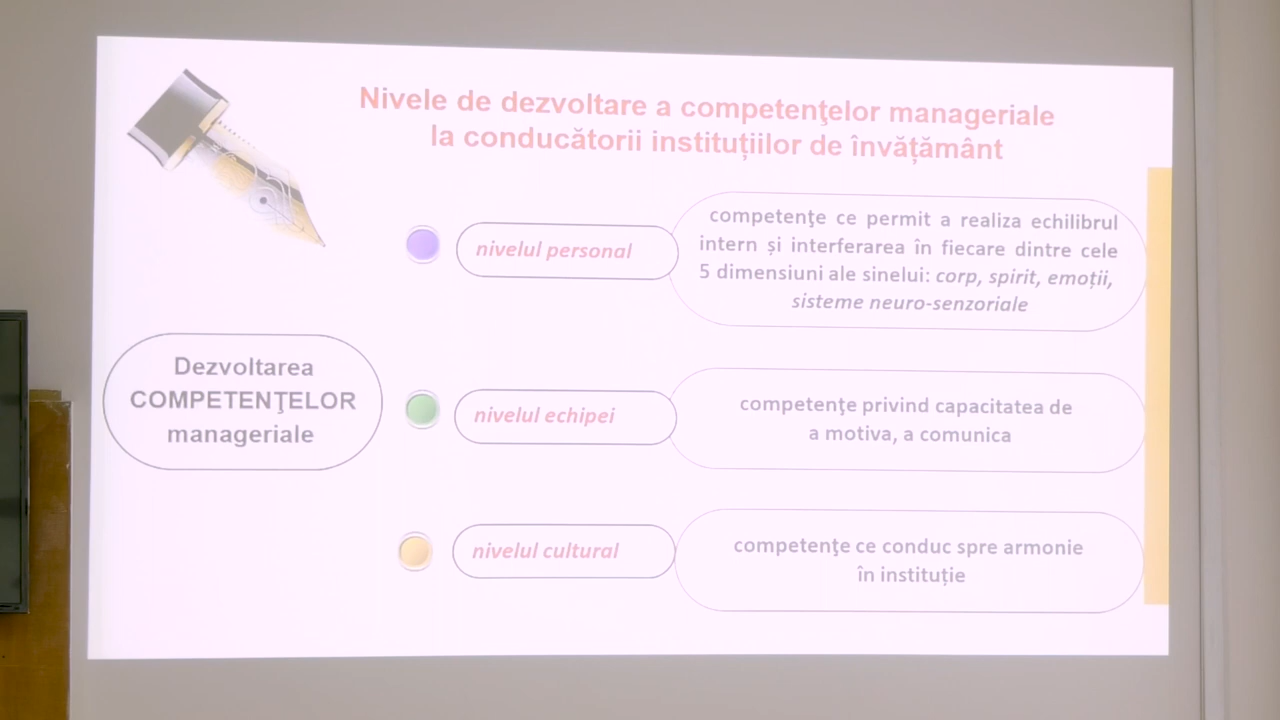 Nivele de dezvoltare a competenţelor manageriale
la conducătorii instituțiilor de învățământ
Dezvoltarea
COMPETENŢELOR
manageriale
nivelul personal
competenţe ce permit a realiza echilibrul
intern și interferarea în fiecare dintre cele
5 dimensiuni ale sinelui: corp, spirit, emoții,
sisteme neuro-senzoriale
nivelul echipei
competenţe privind capacitatea de
a motiva, a comunica
nivelul cultural
competenţe ce conduc spre armonie
în instituție